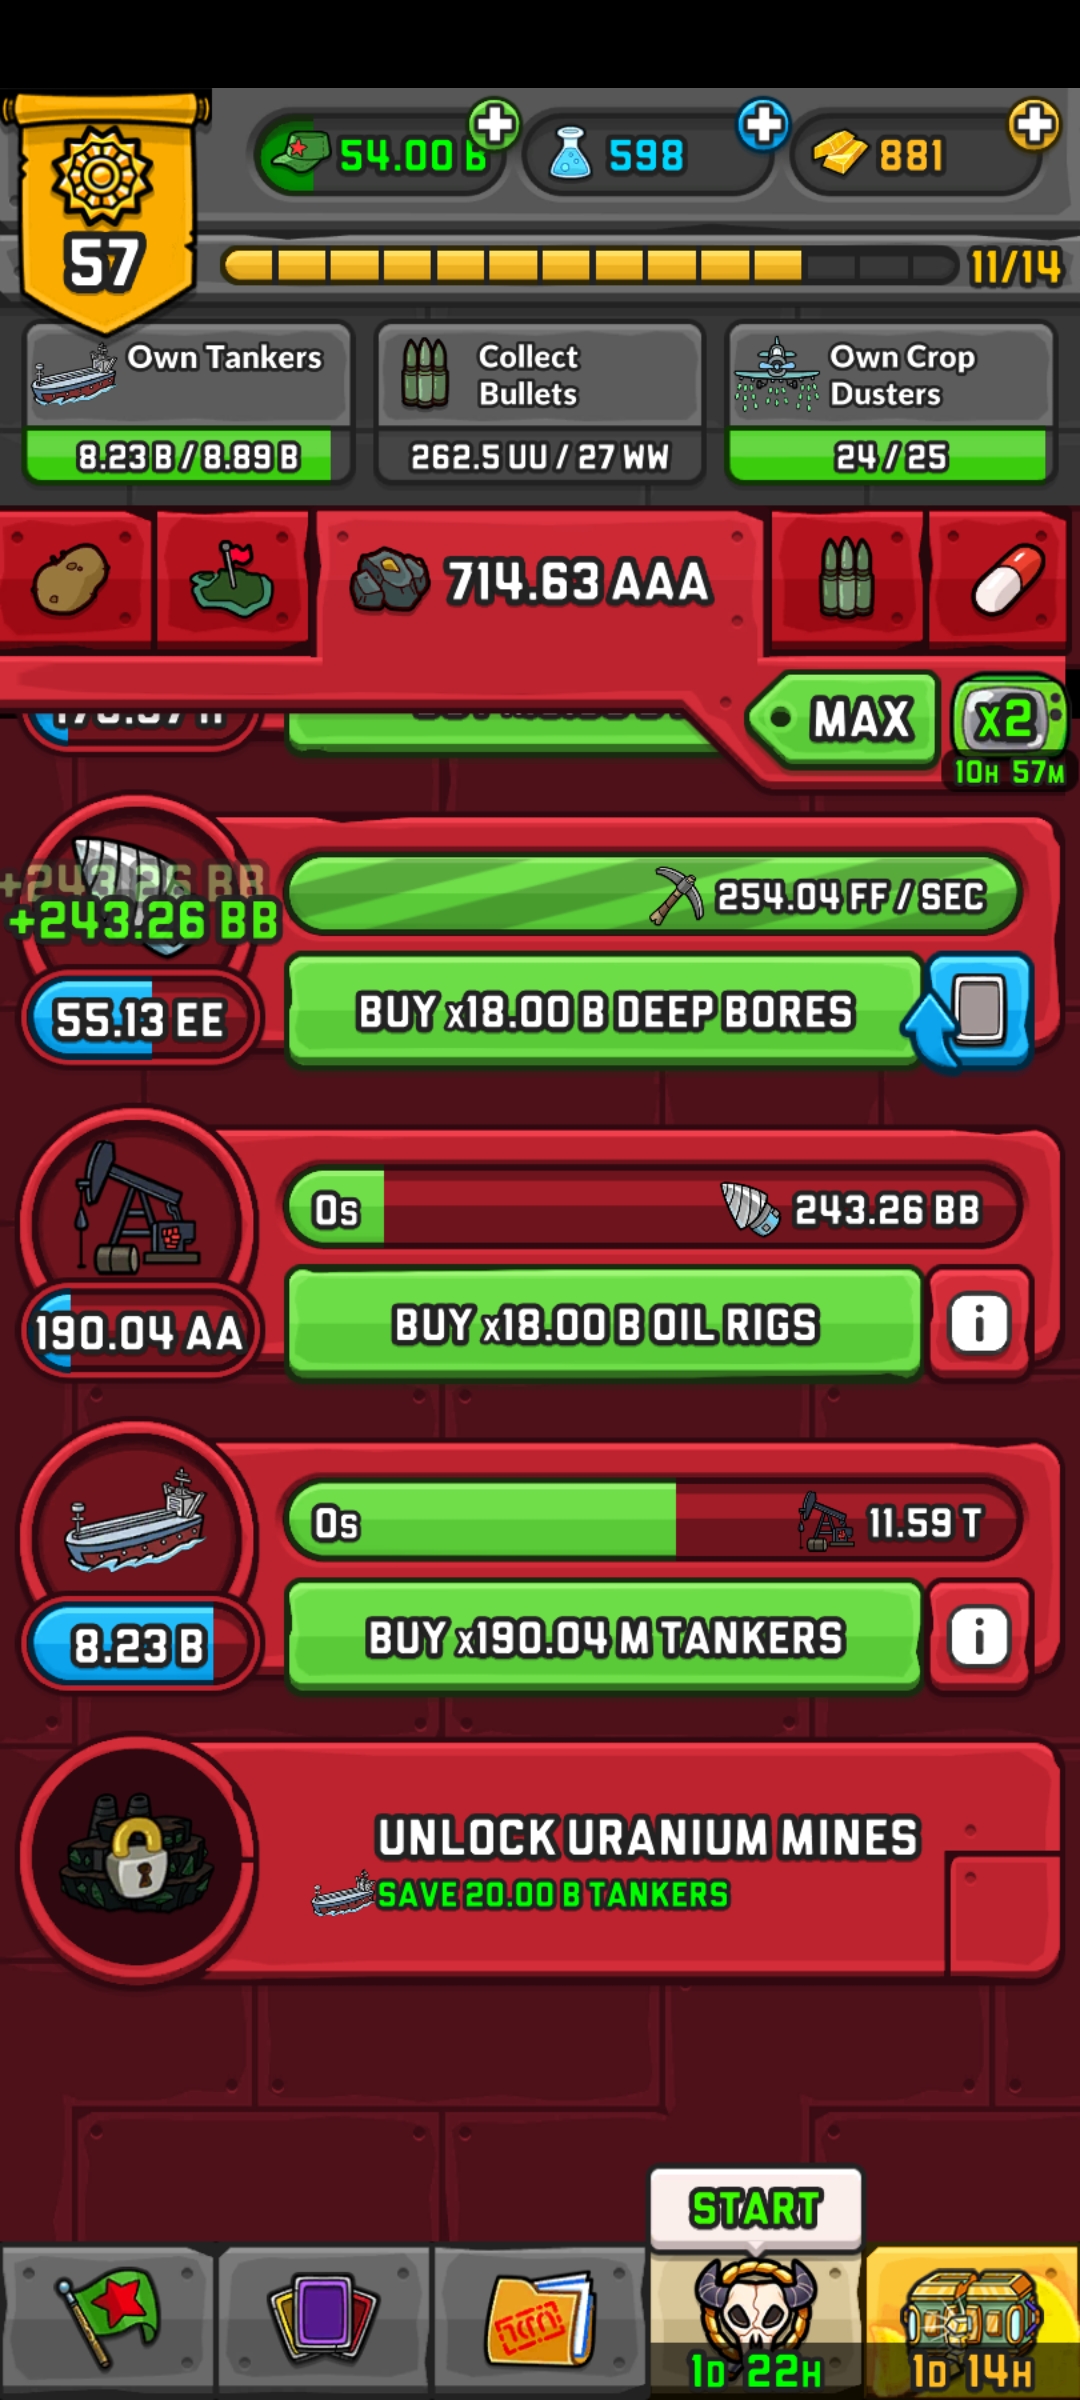 57
54.00 B
598
881
11/14
Own Tankers
8.23 B / 8.89 B
Collect
Bullets
262.5 UU / 27 WW
Own Crop
Dusters
24 / 25
714.63 AAA
MAX
x2
10H 57M
+243.26 BB
+243.26 BB
254.04 FF / SEC
55.13 EE
BUY x18.00 B DEEP BORES
0s
243.26 BB
190.04 AA
BUY x18.00 B OIL RIGS
0s
11.59 T
8.23 B
BUY x190.04 M TANKERS
UNLOCK URANIUM MINES
SAVE 20.00 B TANKERS
START
1D 22H
1D 14H